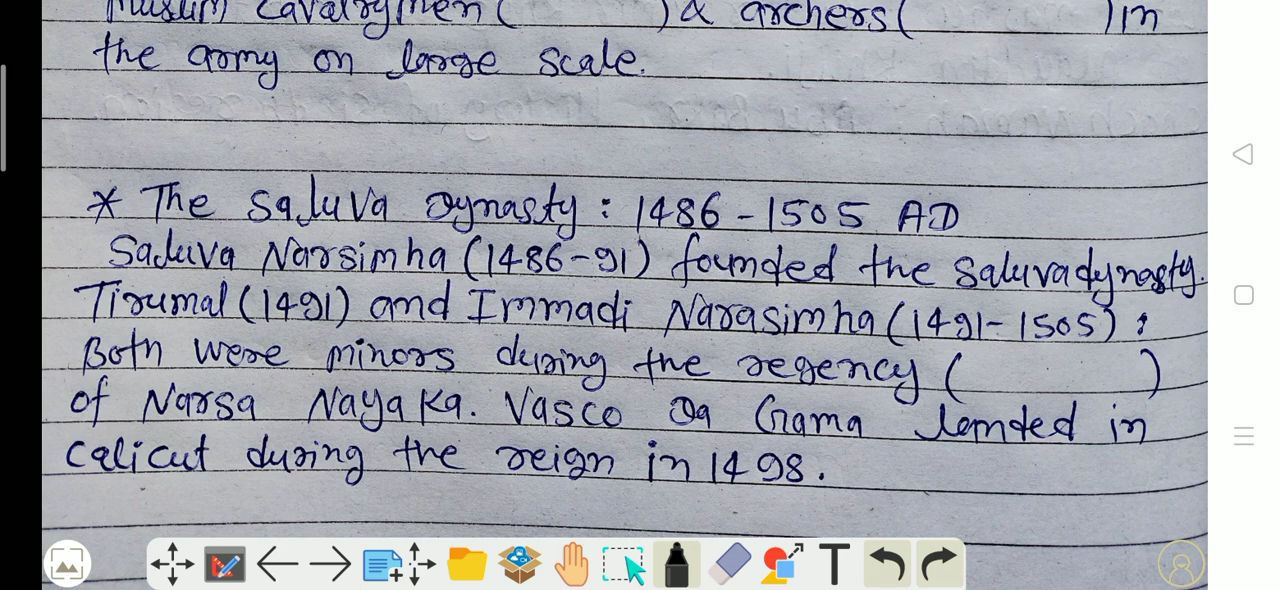 Muslim Cavalrymen (          ) & archers (          ) in
the army on large scale.
* The Saluva Dynasty : 1486 - 1505 AD
Saluva Narsimha (1486-91) founded the Saluva dynasty.
Tirumal (1491) and Immadi Narasimha (1491-1505) :
Both were minors during the regency (          )
of Narsa Nayaka. Vasco Da Gama landed in
Calicut during the reign in 1498.
T